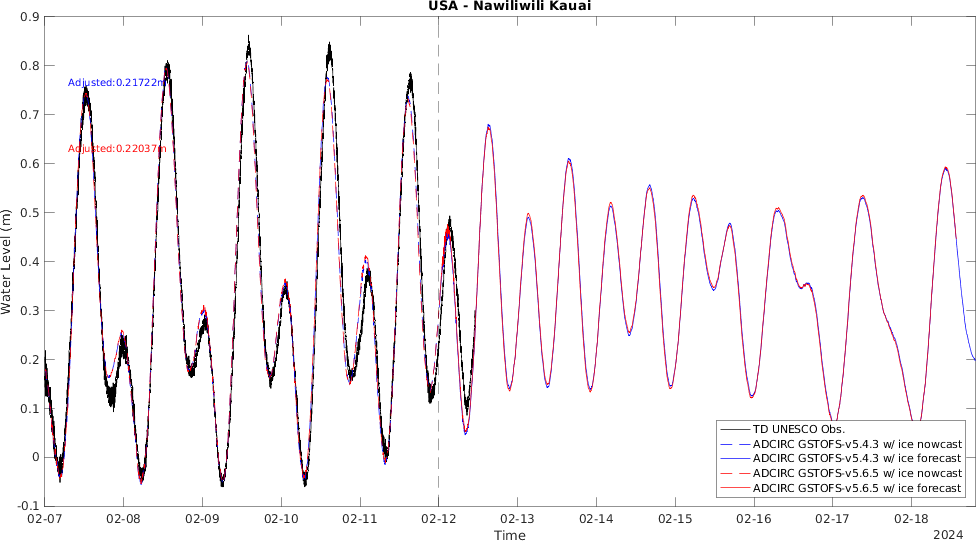 USA - Nawiliwili Kauai
0.9
0.8
0.7
0.6
0.5
0.4
0.3
0.2
0.1
0
-0.1
Water Level (m)
Adjusted:0.21722m
Adjusted:0.22037m
TD UNESCO Obs.
ADCIRC GSTOFS-v5.4.3 w/ ice nowcast
ADCIRC GSTOFS-v5.4.3 w/ ice forecast
ADCIRC GSTOFS-v5.6.5 w/ ice nowcast
ADCIRC GSTOFS-v5.6.5 w/ ice forecast
02-07 02-08 02-09 02-10 02-11 02-12 02-13 02-14 02-15 02-16 02-17 02-18
Time
2024